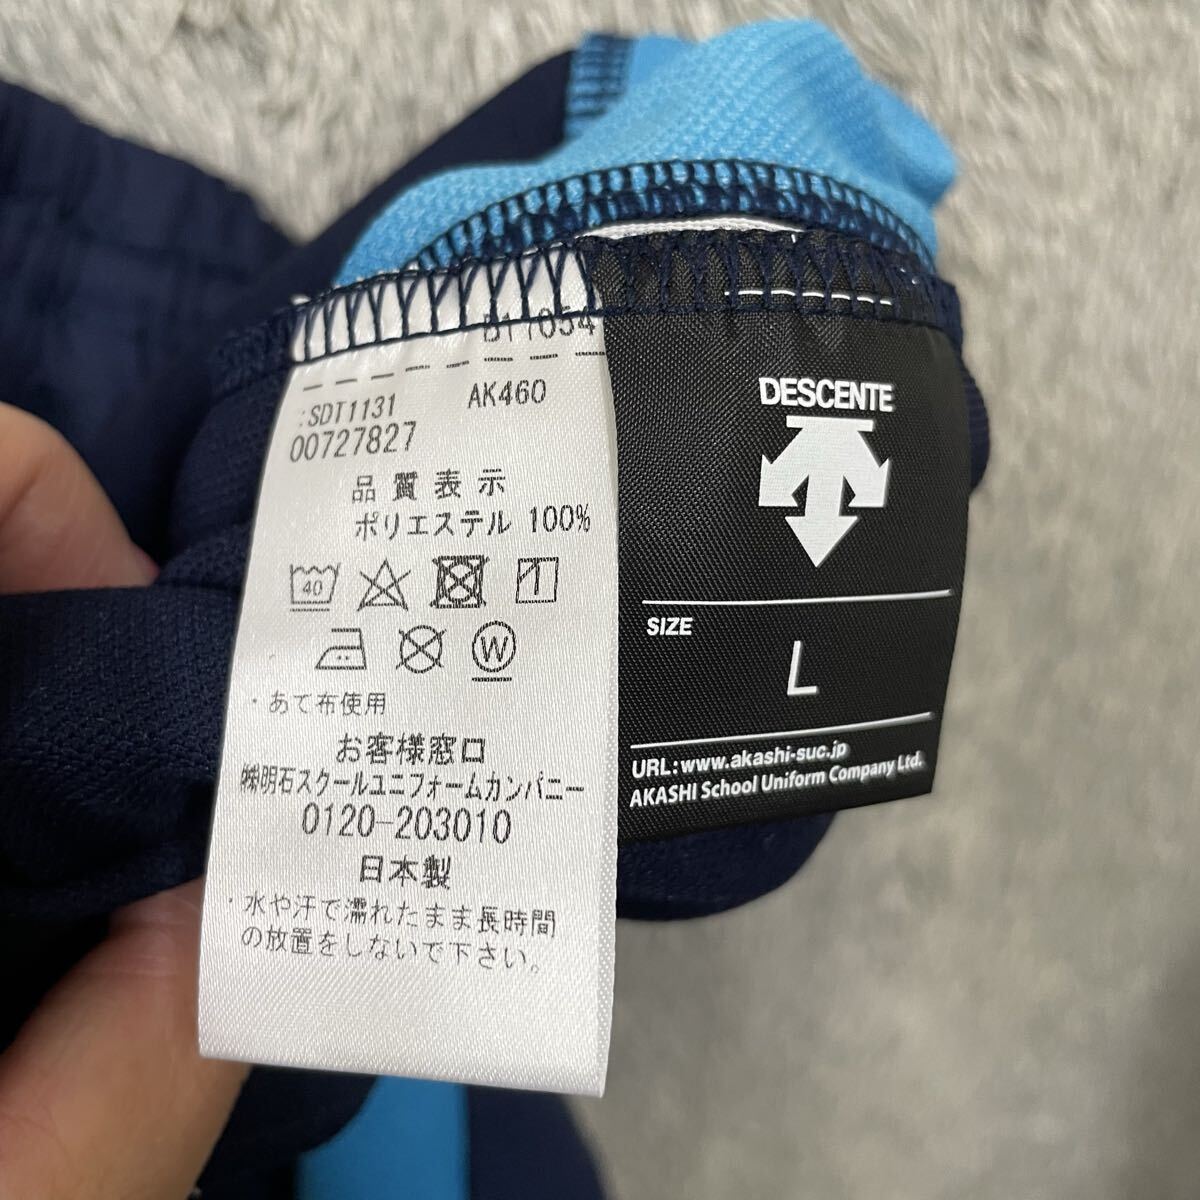 AK460
:SDT1131
00727827
品質表示
ポリエステル 100%
40
W
・あて布使用
お客様窓口
㈱明石スクールユニフォームカンパニー
0120-203010
日本製
・水や汗で濡れたまま長時間
の放置をしないで下さい。
DESCENTE
SIZE
L
URL:www.akashi-suc.jp
AKASHI School Uniform Company Ltd.